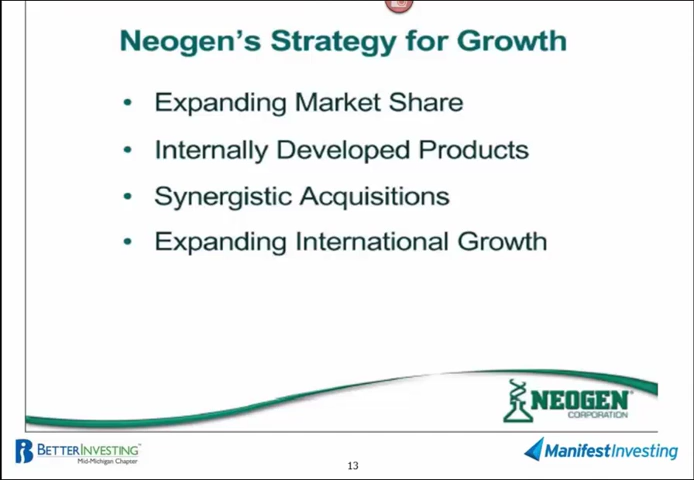 Neogen's Strategy for Growth
• Expanding Market Share
• Internally Developed Products
• Synergistic Acquisitions
• Expanding International Growth
NEOGEN
CORPORATION
BETTERINVESTING™
Mid-Michigan Chapter
13
ManifestInvesting